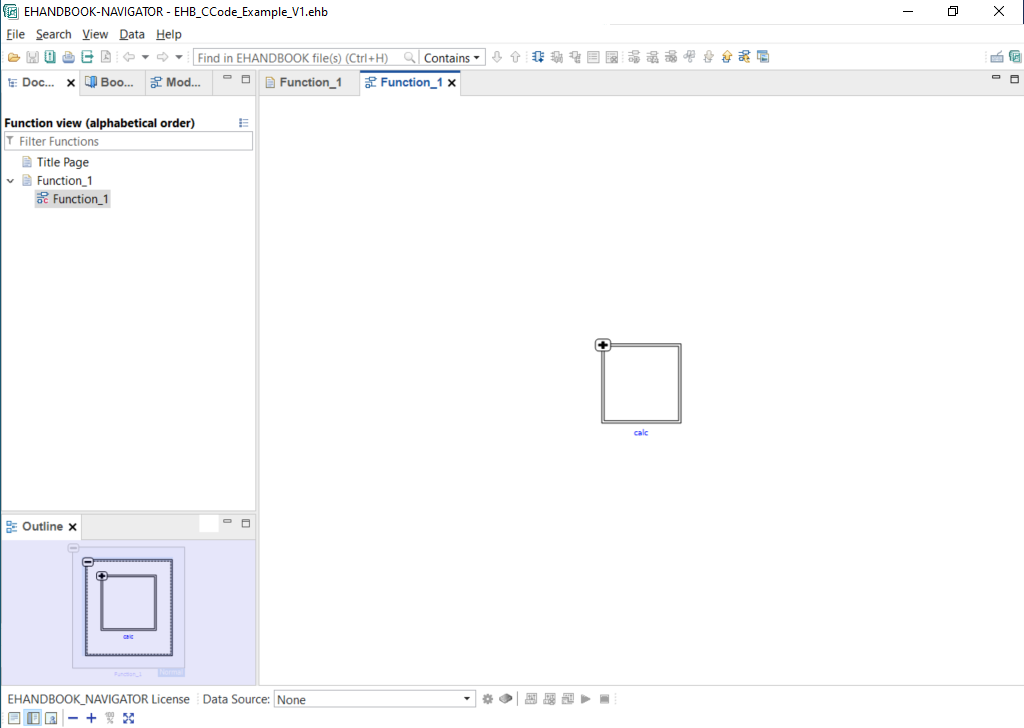 EHANDBOOK-NAVIGATOR - EHB_CCode_Example_V1.ehb
File Search View Data Help
Find in EHANDBOOK file(s) (Ctrl+H) Contains
Doc... Boo... Mod... Function_1 Function_1
Function view (alphabetical order)
Filter Functions
Title Page
Function_1
Function_1
calc
Outline
calc
Function_1
EHANDBOOK_NAVIGATOR License Data Source: None